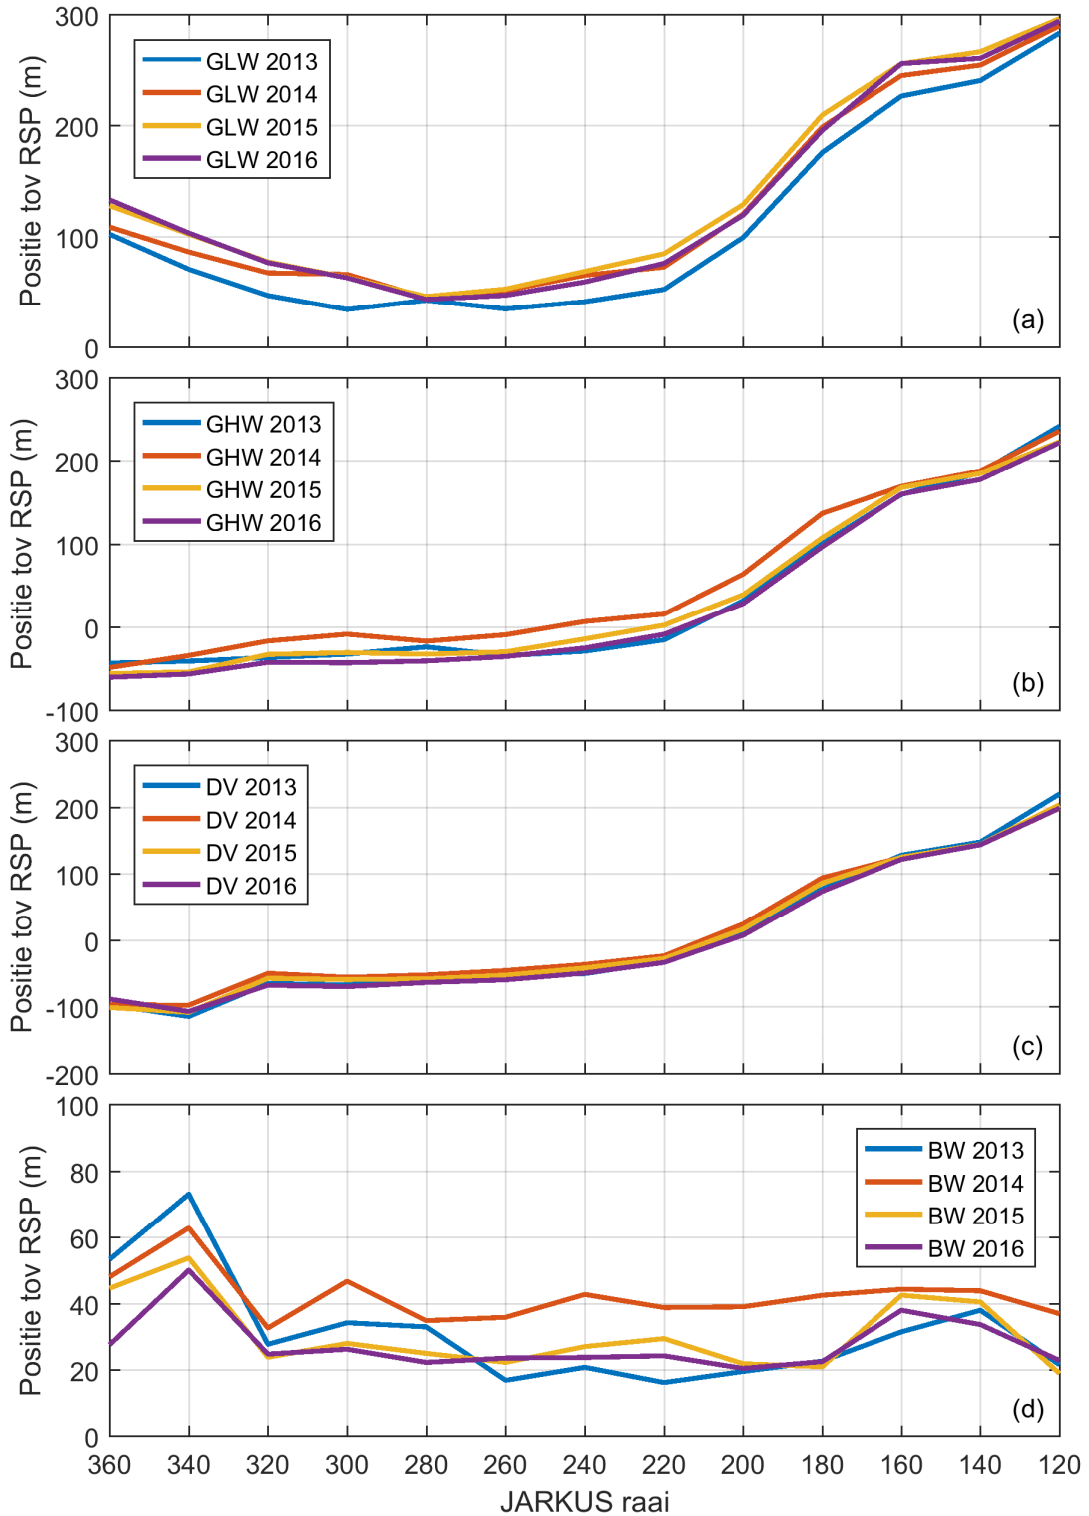 300
200
100
0
Positie tov RSP (m)
GLW 2013
GLW 2014
GLW 2015
GLW 2016
(a)
300
200
100
0
-100
Positie tov RSP (m)
GHW 2013
GHW 2014
GHW 2015
GHW 2016
(b)
300
200
100
0
-100
-200
Positie tov RSP (m)
DV 2013
DV 2014
DV 2015
DV 2016
(c)
100
80
60
40
20
0
Positie tov RSP (m)
BW 2013
BW 2014
BW 2015
BW 2016
(d)
360 340 320 300 280 260 240 220 200 180 160 140 120
JARKUS raai